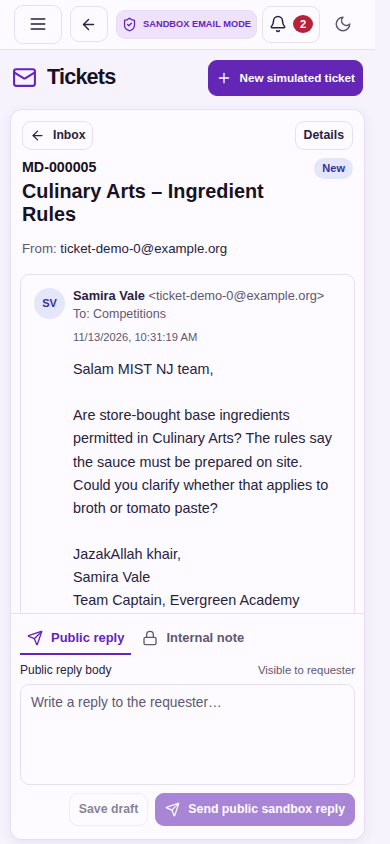 SANDBOX EMAIL MODE
2
Tickets
New simulated ticket
Inbox
Details
MD-000005
New
Culinary Arts – Ingredient
Rules
From: ticket-demo-0@example.org
SV
Samira Vale <ticket-demo-0@example.org>
To: Competitions
11/13/2026, 10:31:19 AM
Salam MIST NJ team,
Are store-bought base ingredients
permitted in Culinary Arts? The rules say
the sauce must be prepared on site.
Could you clarify whether that applies to
broth or tomato paste?
JazakAllah khair,
Samira Vale
Team Captain, Evergreen Academy
Public reply
Internal note
Public reply body
Visible to requester
Write a reply to the requester…
Save draft
Send public sandbox reply